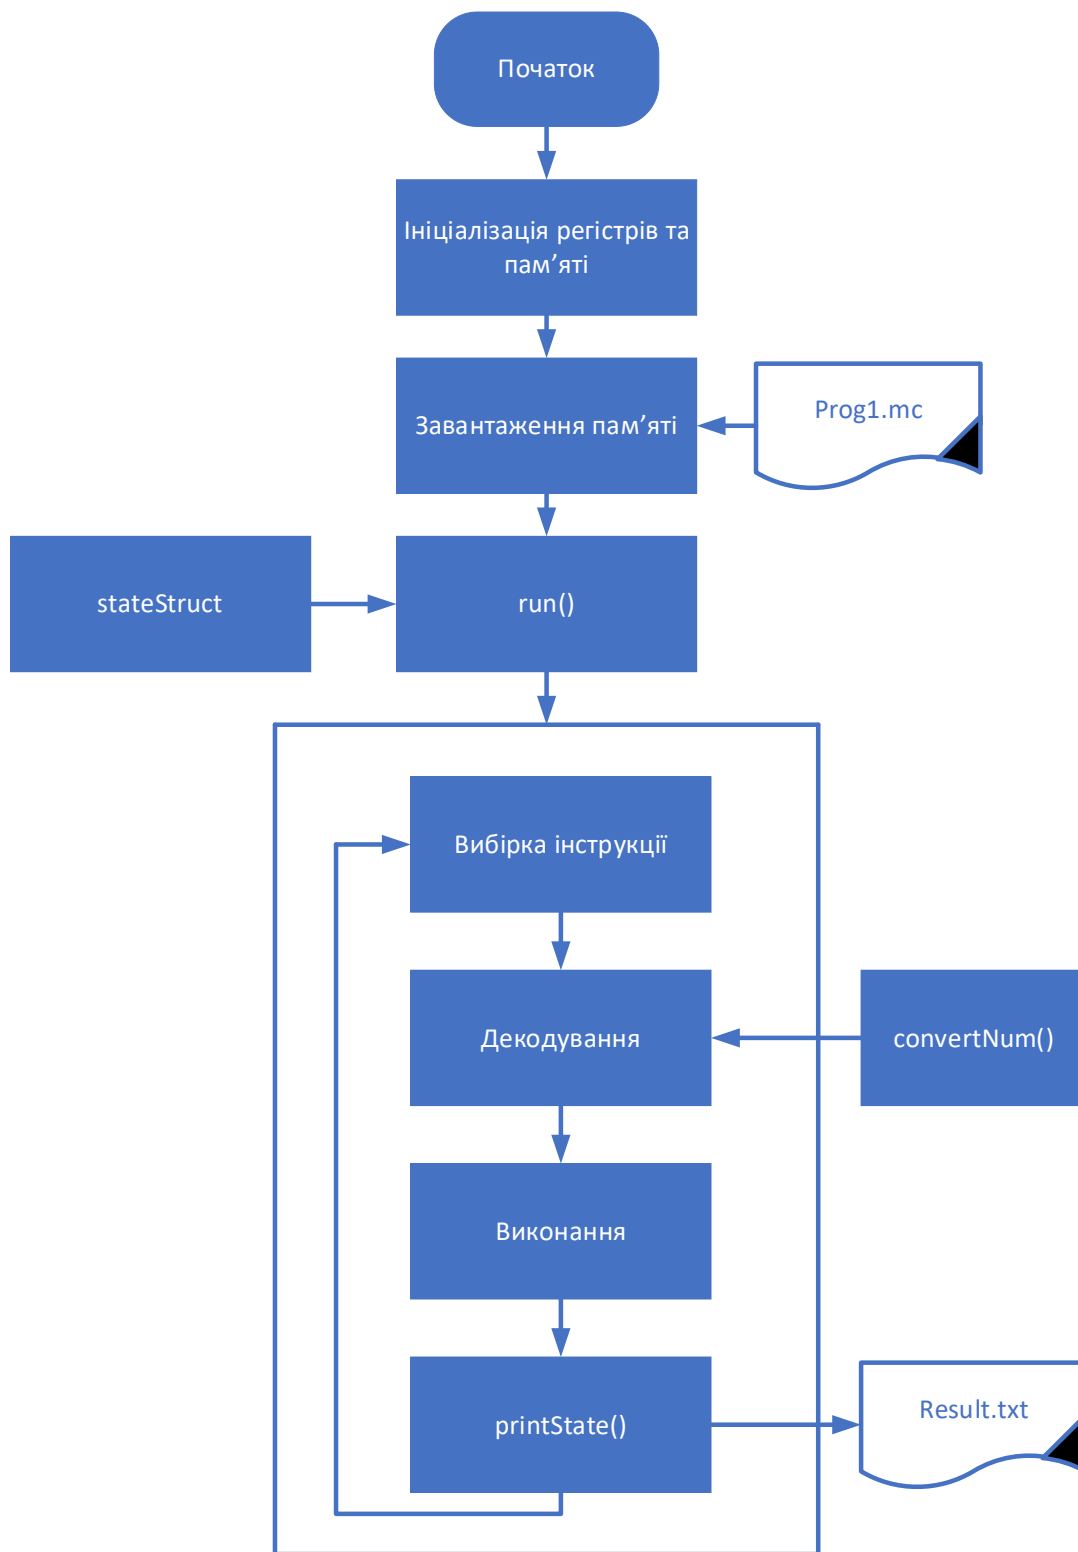 Початок
Ініціалізація регістрів та
пам’яті
Завантаження пам’яті
Prog1.mc
stateStruct
run()
Вибірка інструкції
Декодування
convertNum()
Виконання
printState()
Result.txt